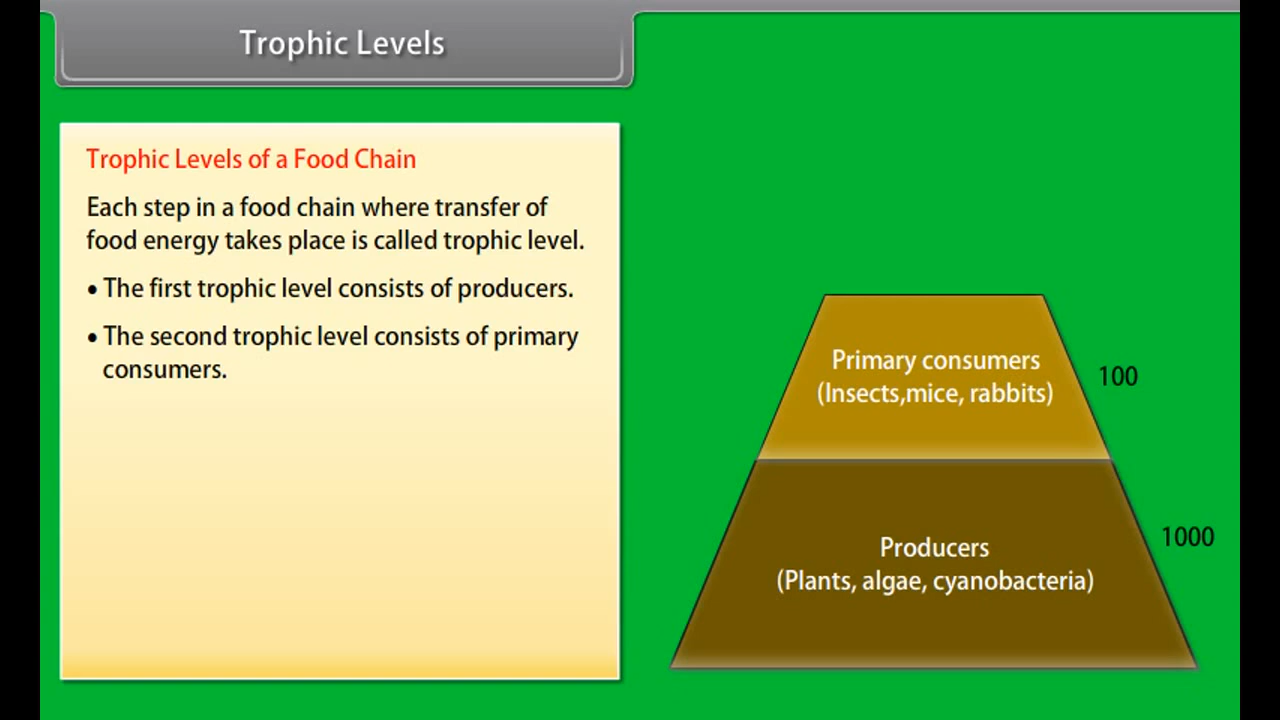 Trophic Levels
Trophic Levels of a Food Chain
Each step in a food chain where transfer of
food energy takes place is called trophic level.
• The first trophic level consists of producers.
• The second trophic level consists of primary
consumers.
Primary consumers
(Insects,mice, rabbits)
100
Producers
(Plants, algae, cyanobacteria)
1000